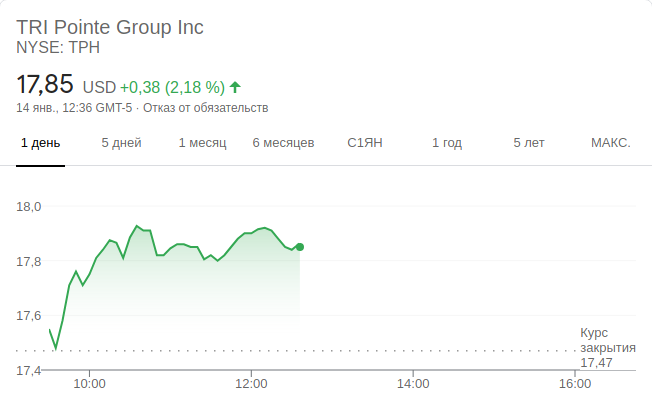 TRI Pointe Group Inc
NYSE: TPH
17,85 USD +0,38 (2,18 %)
14 янв., 12:36 GMT-5 · Отказ от обязательств
1 день 5 дней 1 месяц 6 месяцев С1ЯН 1 год 5 лет МАКС.
18,0
17,8
17,6
Курс
закрытия
17,47
17,4
10:00 12:00 14:00 16:00